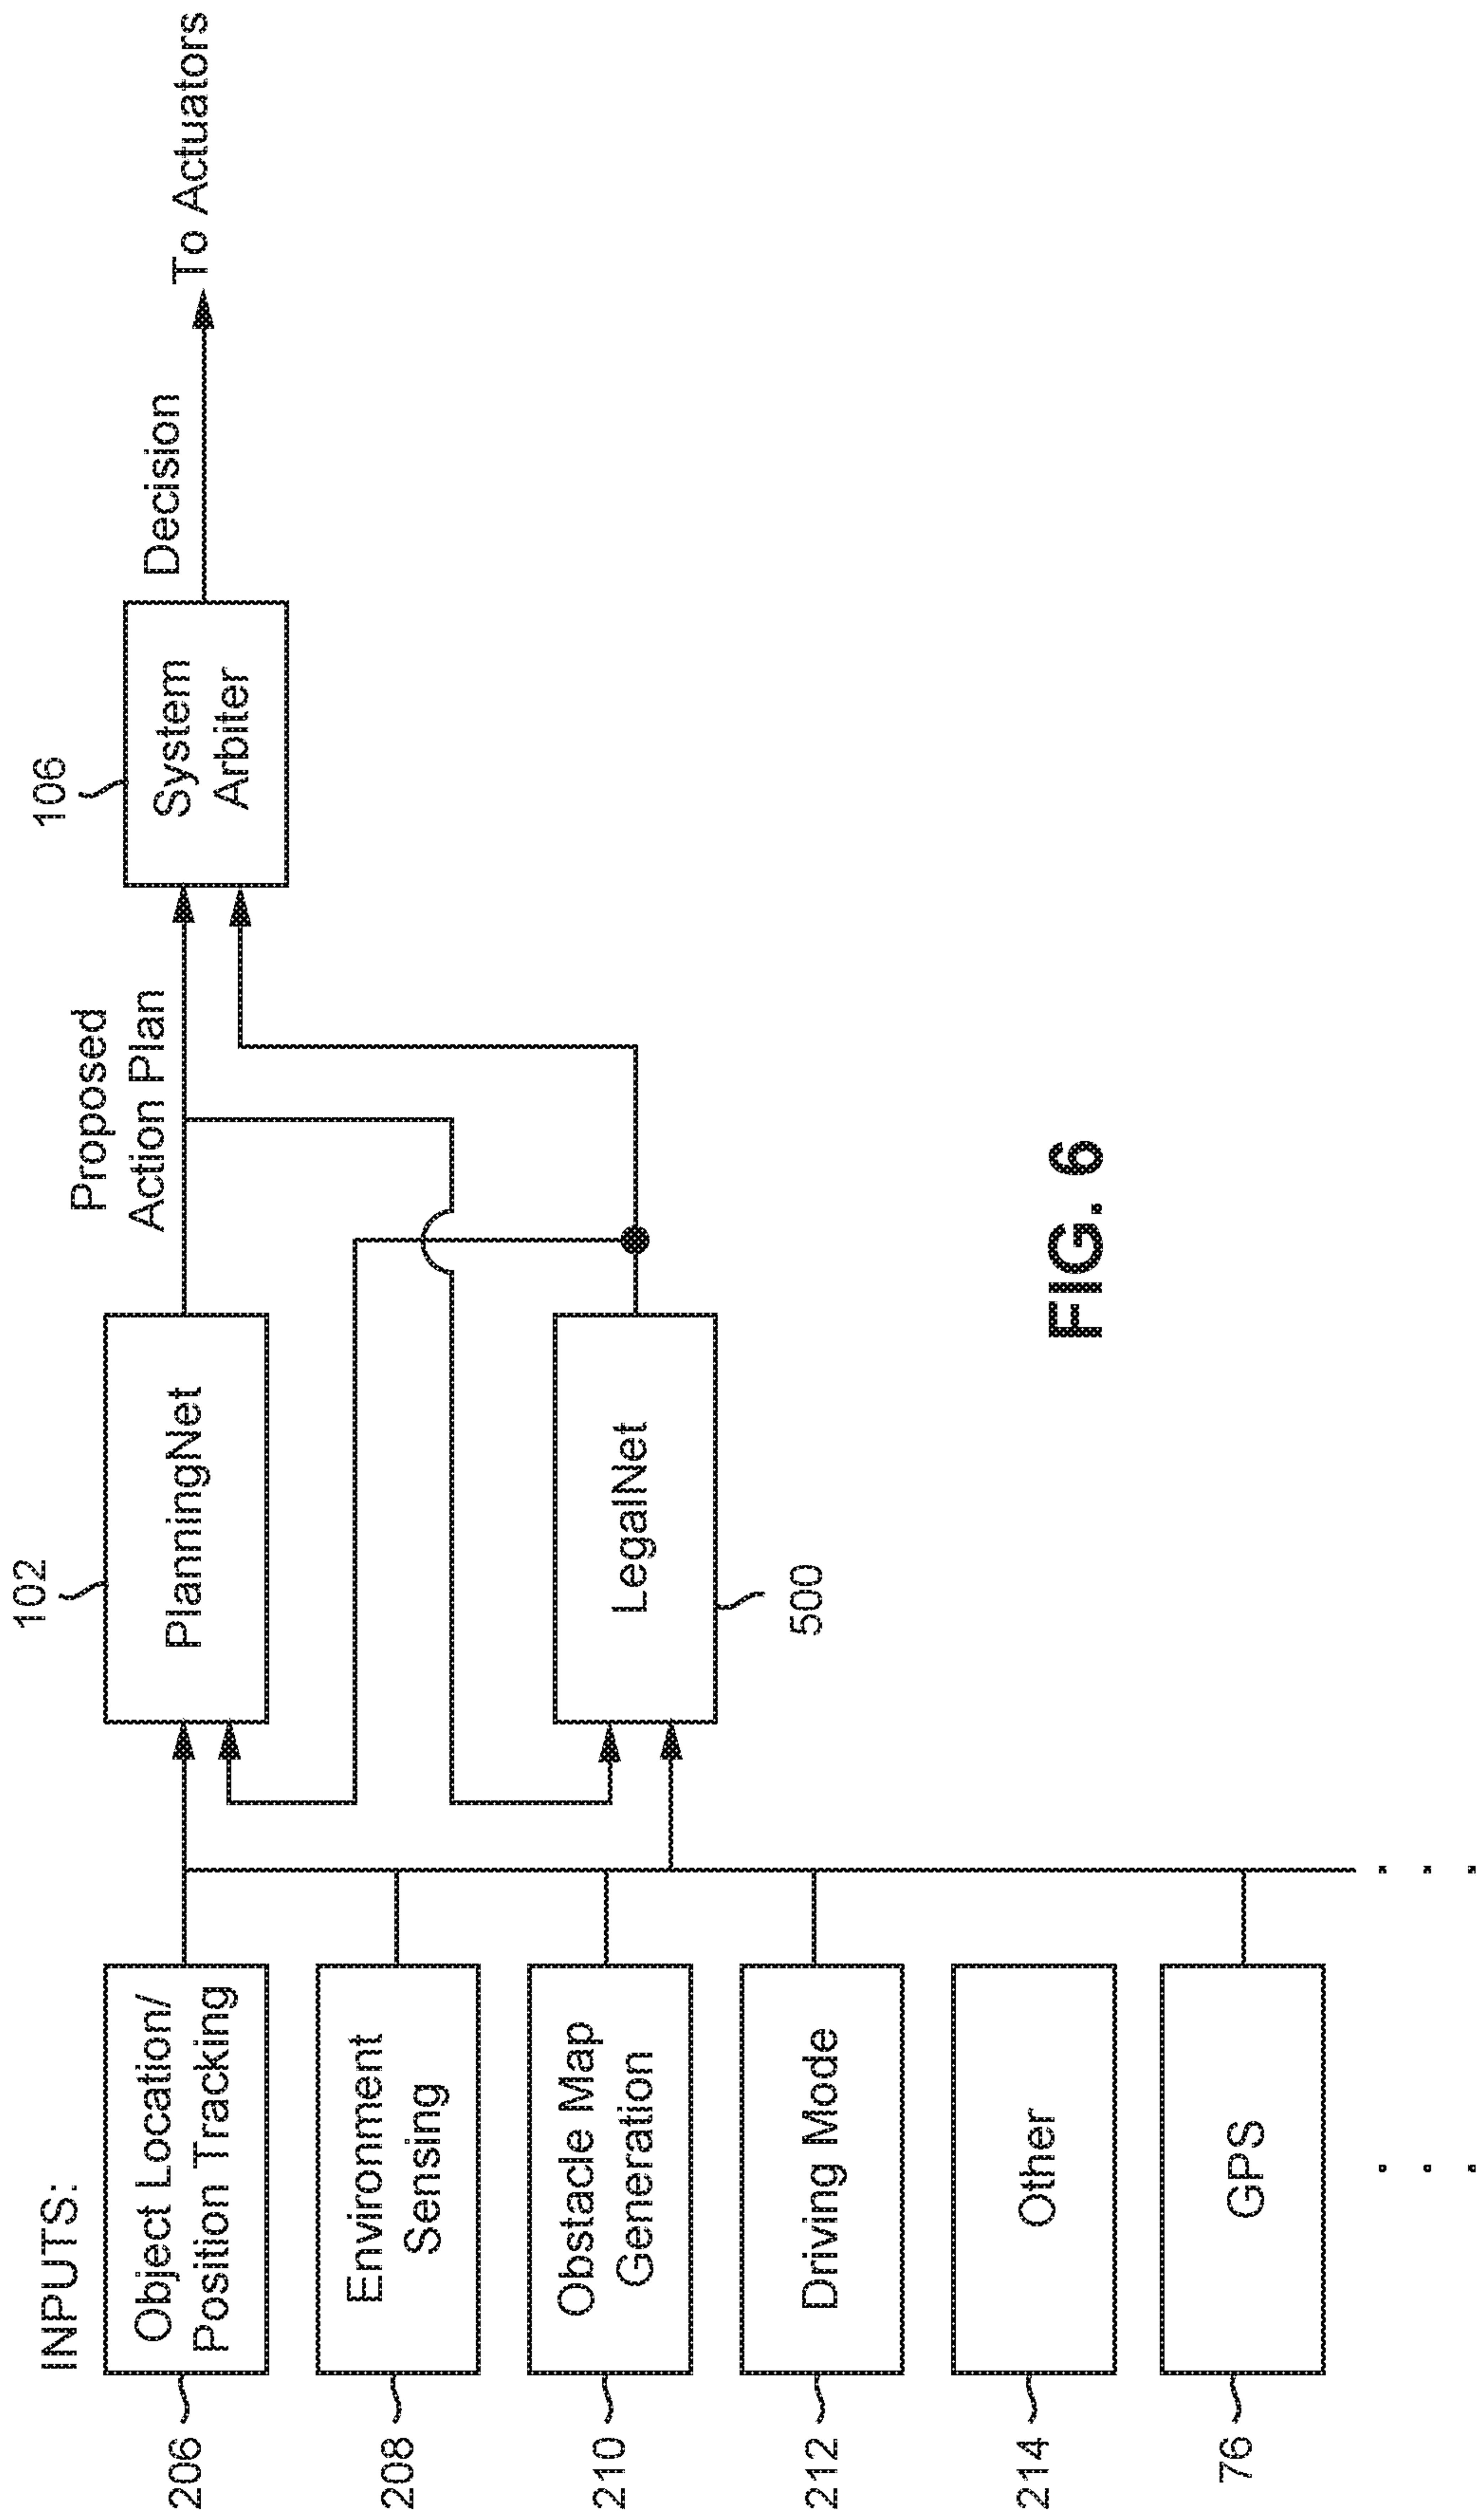 INPUTS:
206
Object Location/
Position Tracking
208
Environment
Sensing
210
Obstacle Map
Generation
212
Driving Mode
214
Other
76
GPS
102
PlanningNet
500
LegalNet
Proposed
Action Plan
106
System
Arbiter
Decision
To Actuators
FIG. 6